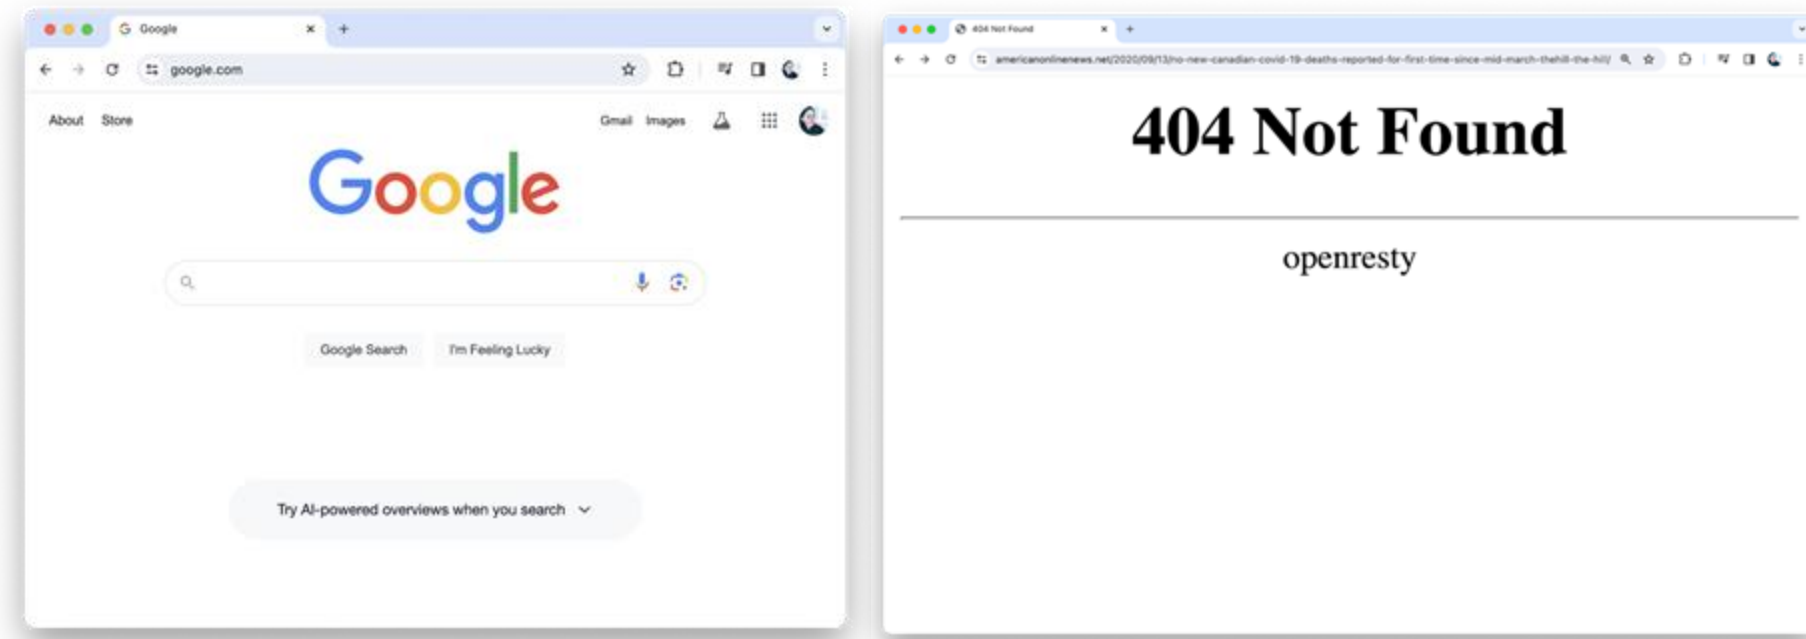 Google
google.com
About Store Gmail Images
Google
Google Search I'm Feeling Lucky
Try AI-powered overviews when you search
404 Not Found
americanonlinenews.net/2020/09/13/no-new-canadian-covid-19-deaths-reported-for-first-time-since-mid-march-thehill-the-hill/
404 Not Found
openresty